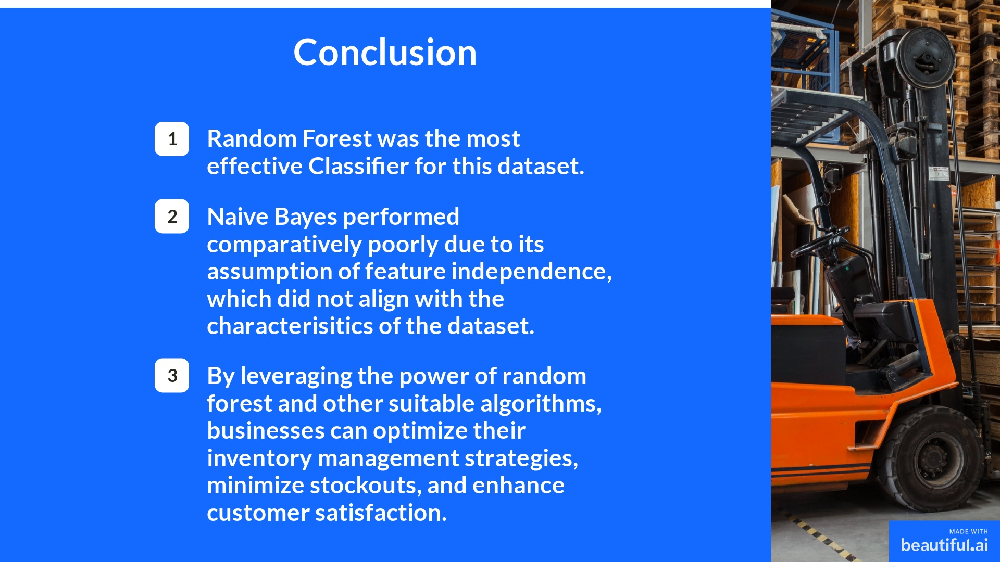 Conclusion
1
Random Forest was the most
effective Classifier for this dataset.
2
Naive Bayes performed
comparatively poorly due to its
assumption of feature independence,
which did not align with the
characterisitics of the dataset.
3
By leveraging the power of random
forest and other suitable algorithms,
businesses can optimize their
inventory management strategies,
minimize stockouts, and enhance
customer satisfaction.
MADE WITH
beautiful.ai